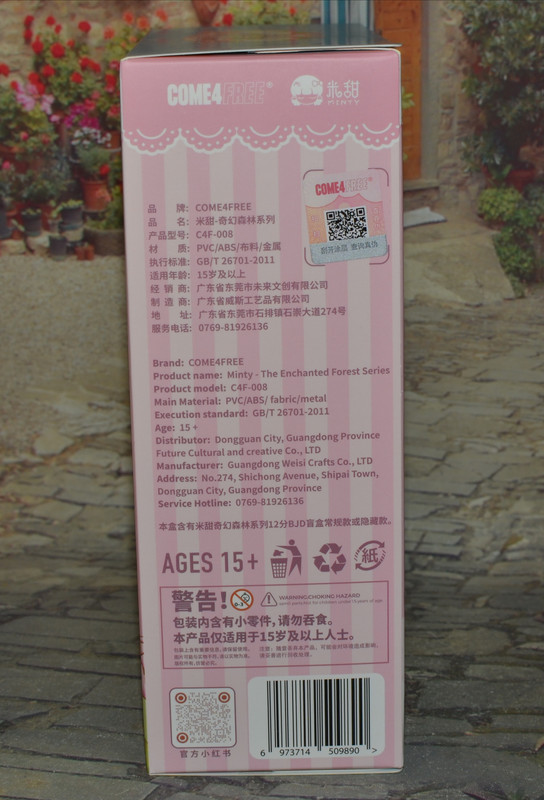 COME4FREE®
米甜
MINTY
COME4FREE®
刮开涂层 查询真伪
品 牌: COME4FREE
品 名: 米甜-奇幻森林系列
产品型号: C4F-008
材 质: PVC/ABS/布料/金属
执行标准: GB/T 26701-2011
适用年龄: 15岁及以上
经 销 商: 广东省东莞市未来文创有限公司
制 造 商: 广东省威斯工艺品有限公司
地 址: 广东省东莞市石排镇石崇大道274号
服务电话: 0769-81926136
Brand: COME4FREE
Product name: Minty - The Enchanted Forest Series
Product model: C4F-008
Main Material: PVC/ABS/ fabric/metal
Execution standard: GB/T 26701-2011
Age: 15 +
Distributor: Dongguan City, Guangdong Province
Future Cultural and creative Co., LTD
Manufacturer: Guangdong Weisi Crafts Co., LTD
Address: No.274, Shichong Avenue, Shipai Town,
Dongguan City, Guangdong Province
Service Hotline: 0769-81926136
本盒含有米甜奇幻森林系列12分BJD盲盒常规款或隐藏款。
AGES 15+
紙
警告!
0-3
WARNING:CHOKING HAZARD
包装内含有小零件,请勿吞食。
本产品仅适用于15岁及以上人士。
官方小红书
6 973714 509890 >